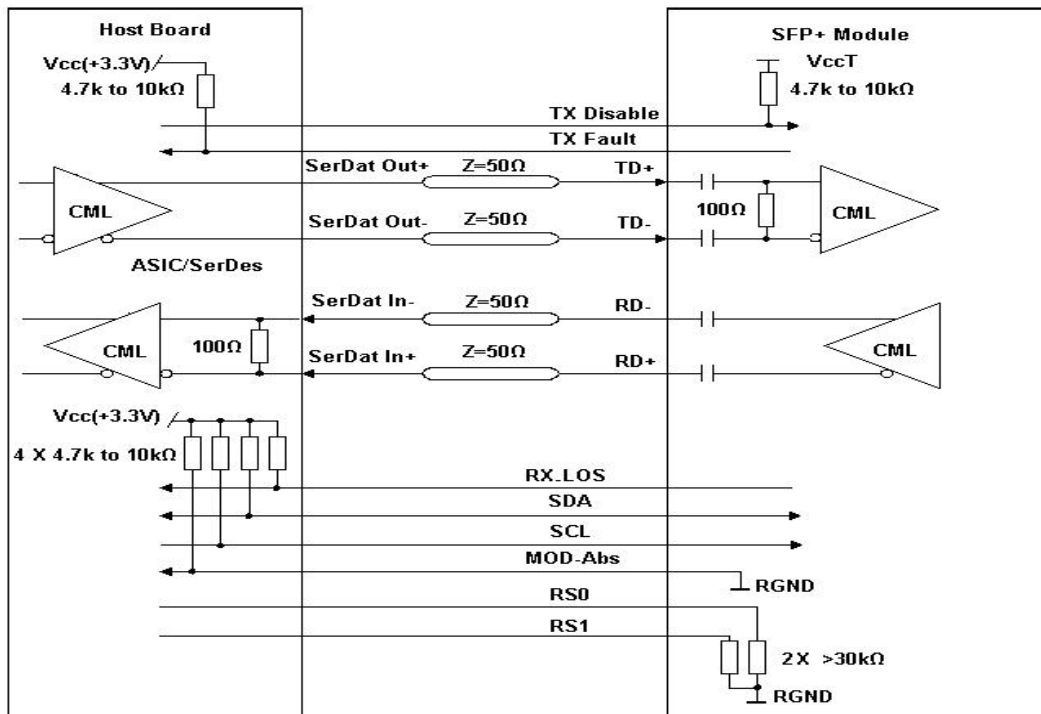 Host Board
SFP+ Module
Vcc(+3.3V)
4.7k to 10kΩ
VccT
4.7k to 10kΩ
TX Disable
TX Fault
SerDat Out+
Z=50Ω
TD+
CML
100Ω
CML
SerDat Out-
Z=50Ω
TD-
ASIC/SerDes
SerDat In-
Z=50Ω
RD-
100Ω
CML
CML
SerDat In+
Z=50Ω
RD+
Vcc(+3.3V)
4 X 4.7k to 10kΩ
RX_LOS
SDA
SCL
MOD-Abs
RGND
RS0
RS1
2 X >30kΩ
RGND